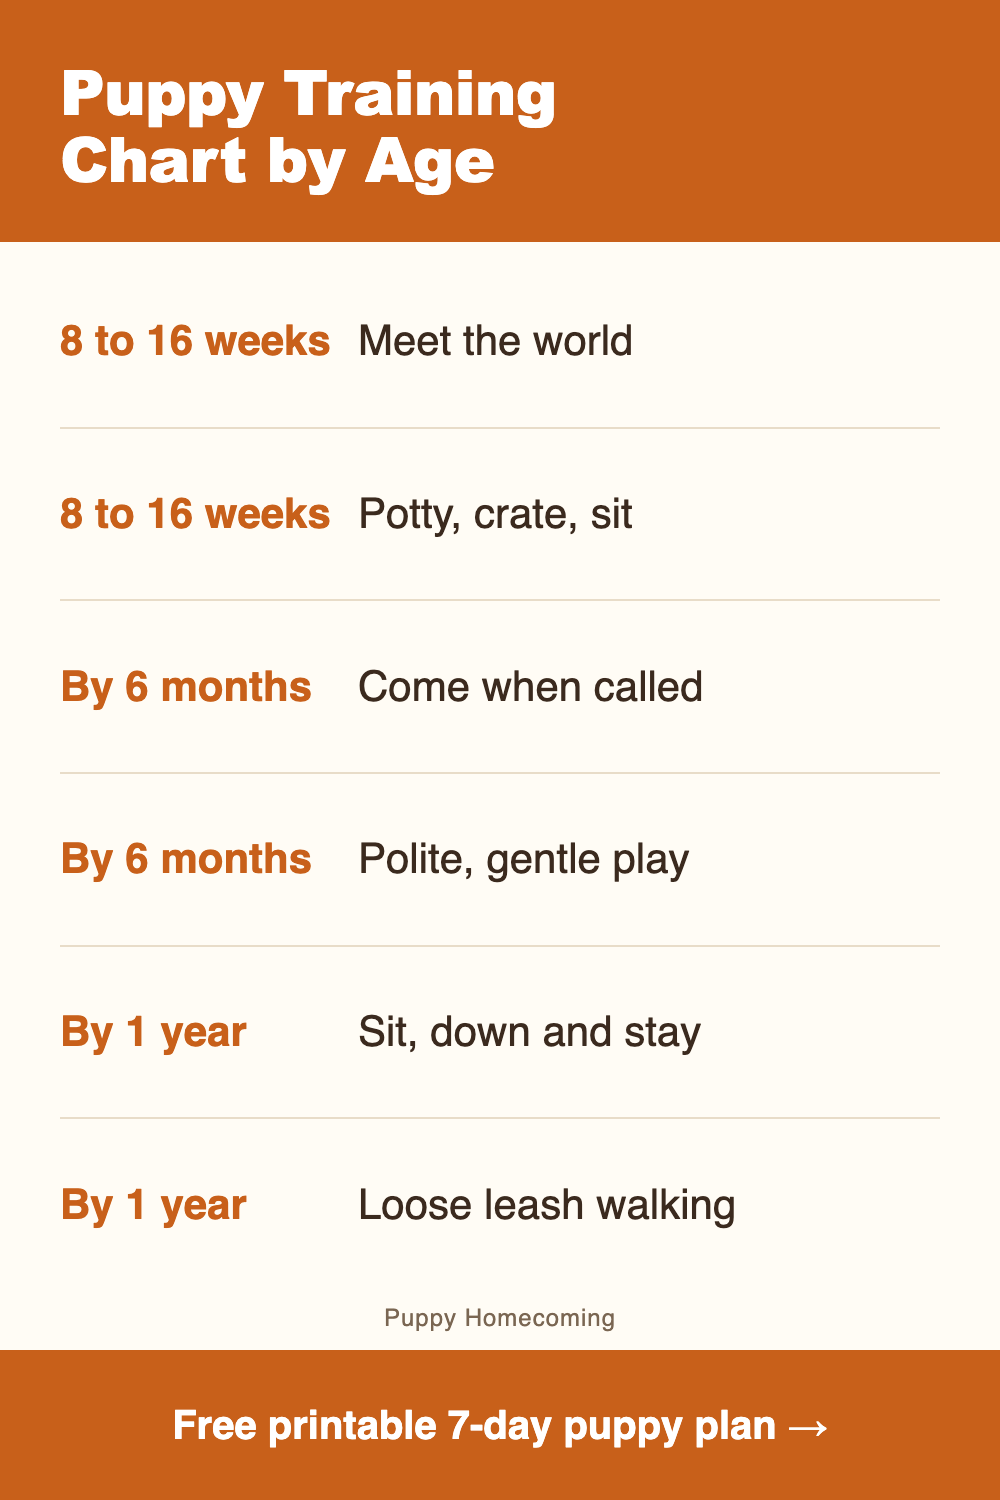 Puppy Training
Chart by Age
8 to 16 weeks Meet the world
8 to 16 weeks Potty, crate, sit
By 6 months Come when called
By 6 months Polite, gentle play
By 1 year Sit, down and stay
By 1 year Loose leash walking
Puppy Homecoming
Free printable 7-day puppy plan →